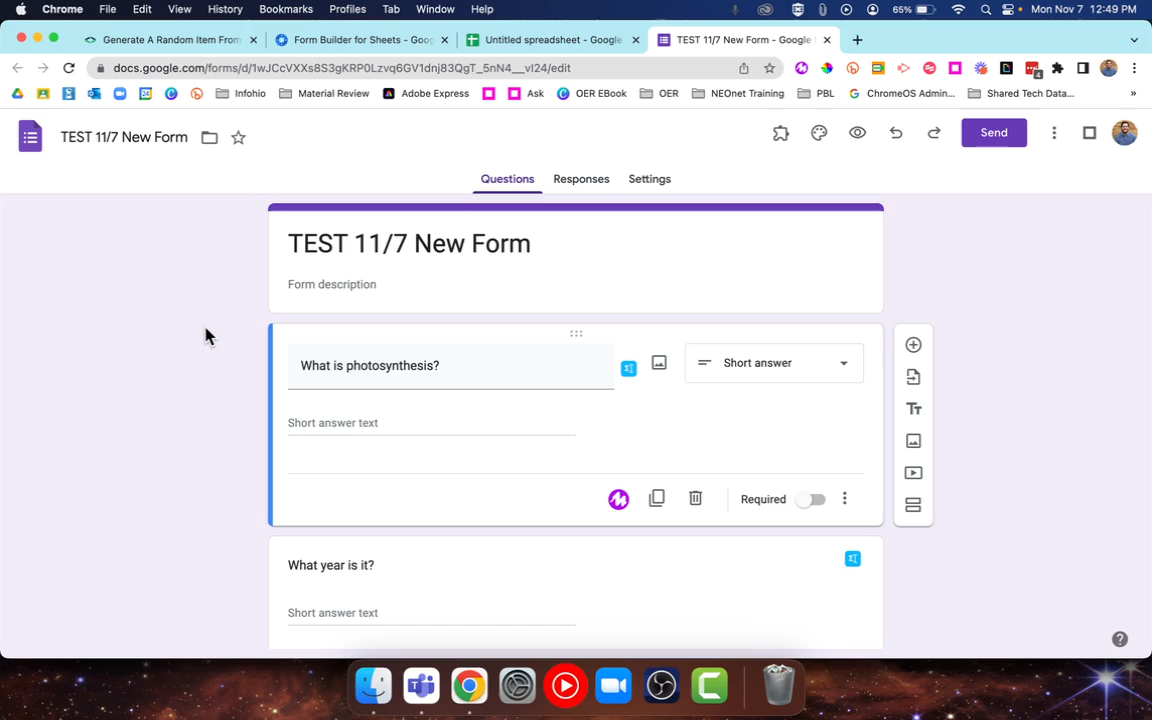 Chrome File Edit View History Bookmarks Profiles Tab Window Help 65% Mon Nov 7 12:49 PM
Generate A Random Item From
Form Builder for Sheets - Goog
Untitled spreadsheet - Google
TEST 11/7 New Form - Google
docs.google.com/forms/d/1wJCcVXXs8S3gKRP0Lzvq6GV1dnj83QgT_5nN4__vI24/edit
4
Infohio Material Review Adobe Express Ask OER EBook OER NEOnet Training PBL ChromeOS Admin... Shared Tech Data... »
TEST 11/7 New Form
Send
Questions Responses Settings
TEST 11/7 New Form
Form description
What is photosynthesis?
Short answer
Short answer text
Required
What year is it?
Short answer text